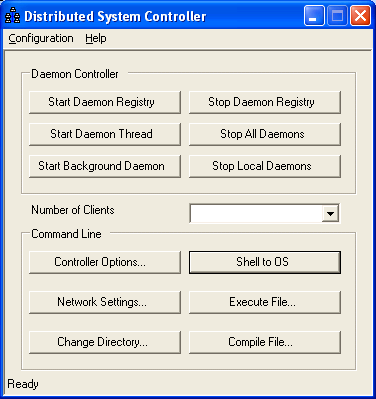 Distributed System Controller
Configuration Help
Daemon Controller
Start Daemon Registry Stop Daemon Registry
Start Daemon Thread Stop All Daemons
Start Background Daemon Stop Local Daemons
Number of Clients
Command Line
Controller Options... Shell to OS
Network Settings... Execute File...
Change Directory... Compile File...
Ready